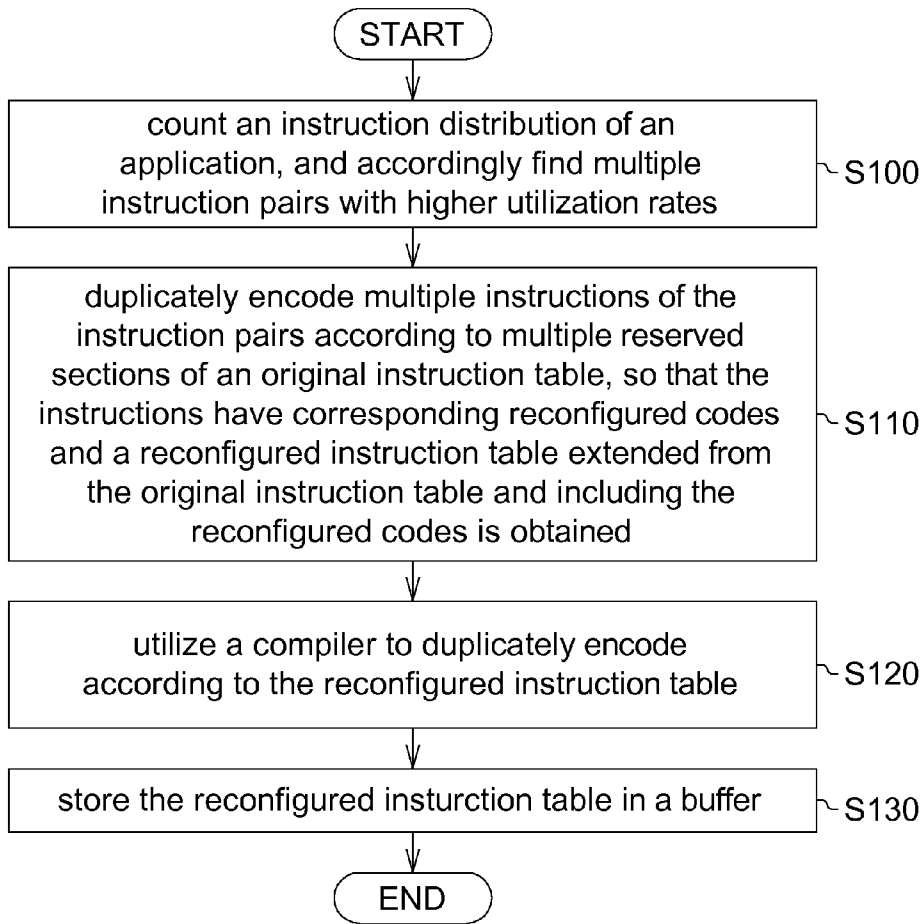 START
count an instruction distribution of an
application, and accordingly find multiple
instruction pairs with higher utilization rates
S100
duplicately encode multiple instructions of the
instruction pairs according to multiple reserved
sections of an original instruction table, so that the
instructions have corresponding reconfigured codes
and a reconfigured instruction table extended from
the original instruction table and including the
reconfigured codes is obtained
S110
utilize a compiler to duplicately encode
according to the reconfigured instruction table
S120
store the reconfigured insturction table in a buffer
S130
END